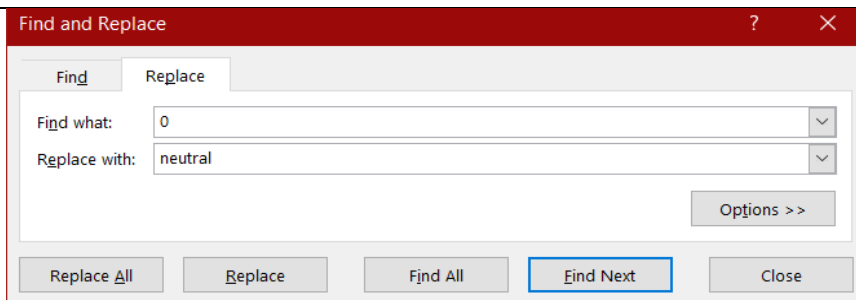 Find and Replace ?
Find Replace
Find what: 0
Replace with: neutral
Options >>
Replace All Replace Find All Find Next Close